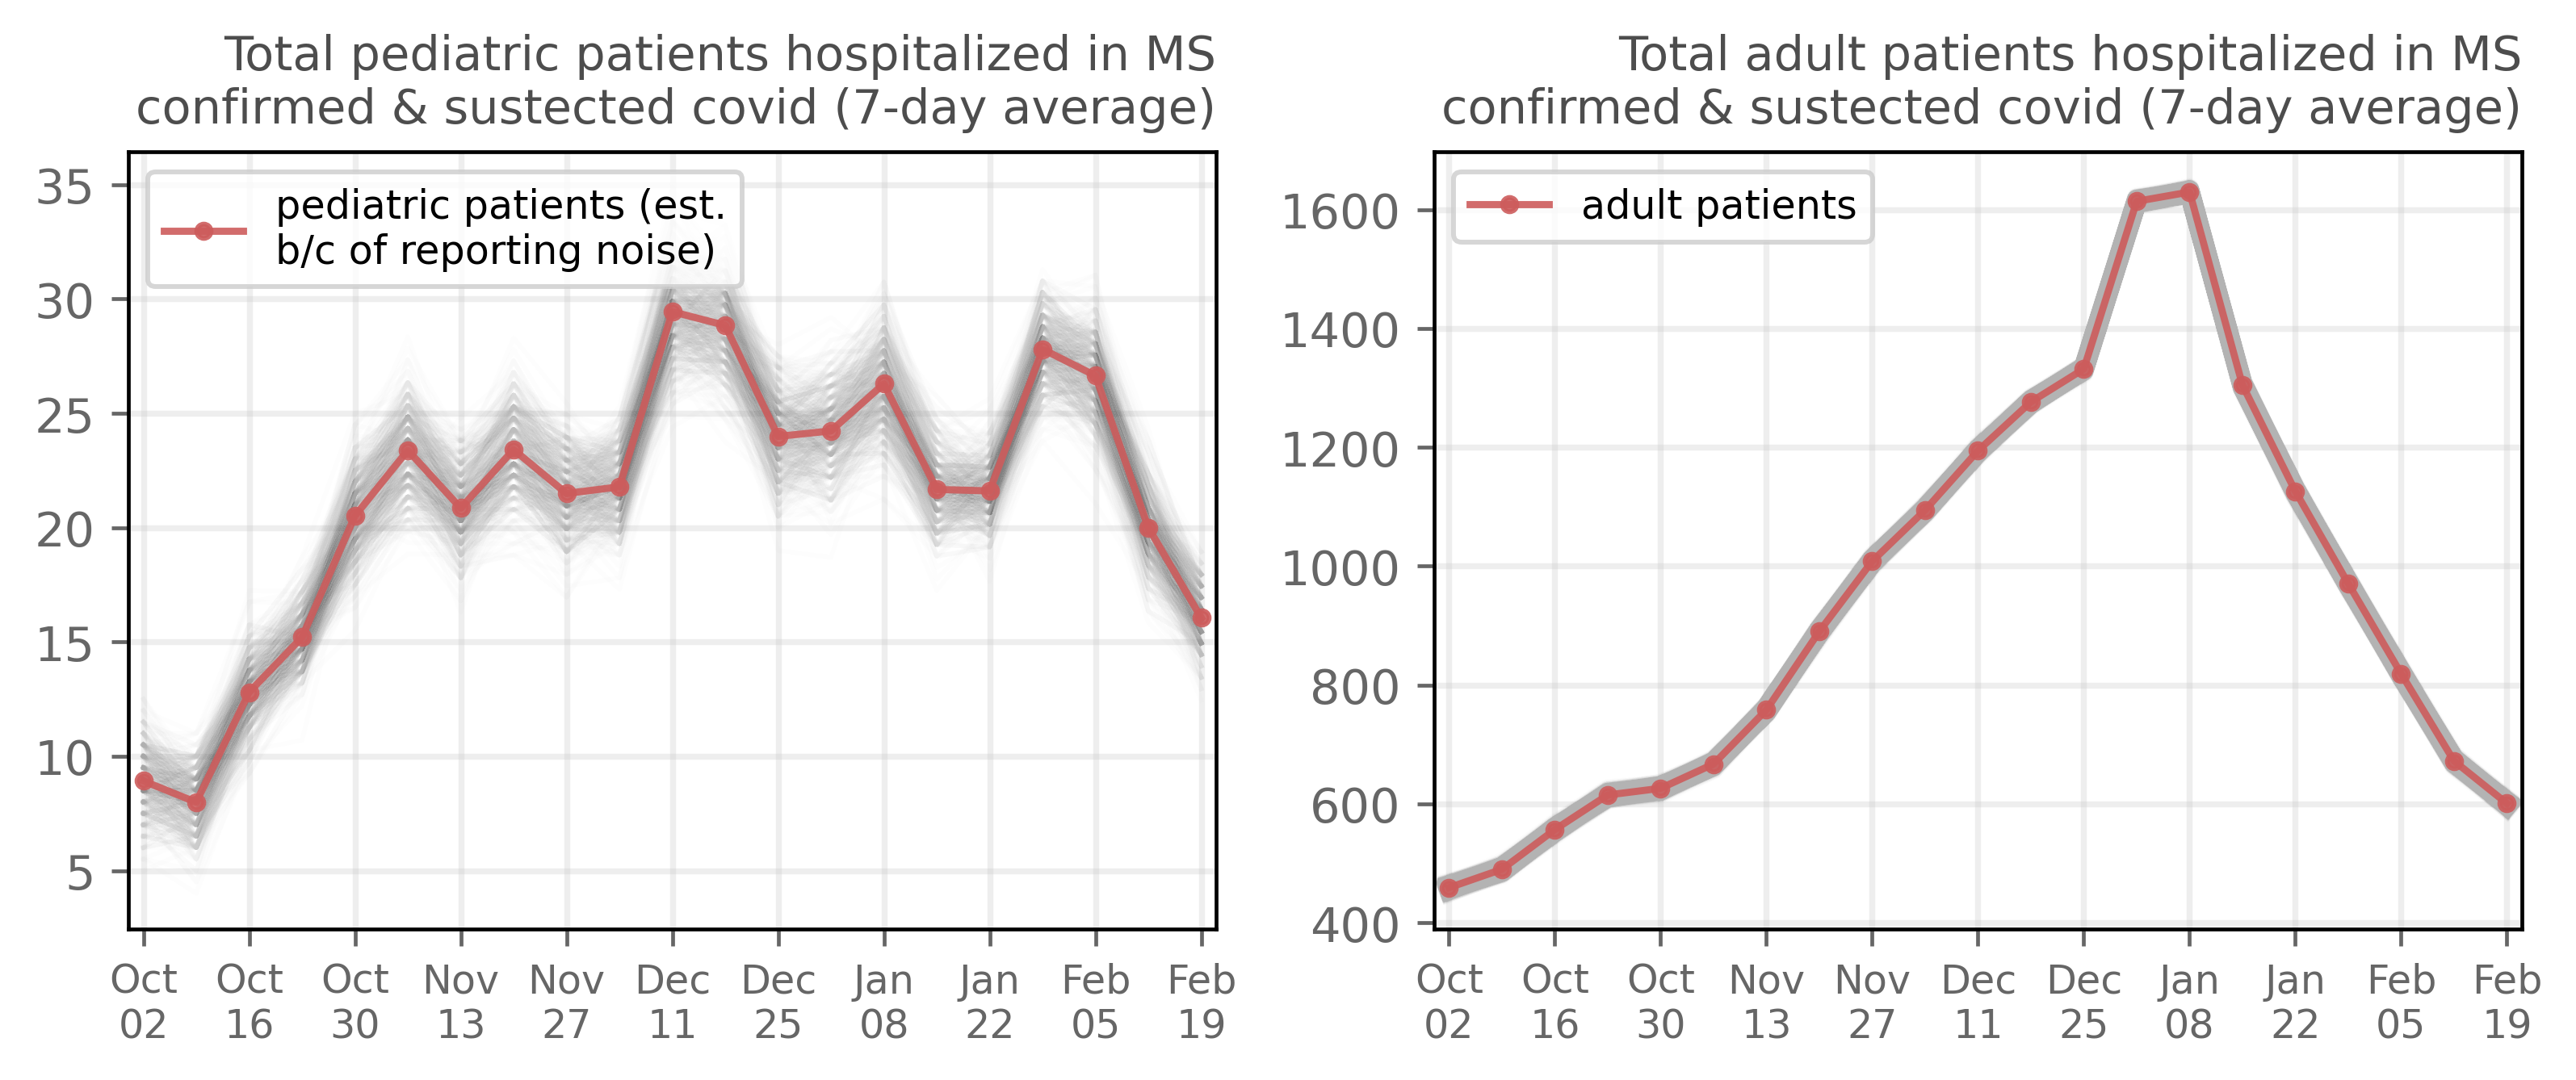 Total pediatric patients hospitalized in MS
confirmed & sustected covid (7-day average)
35
30
25
20
15
10
5
pediatric patients (est.
b/c of reporting noise)
Oct
02
Oct
16
Oct
30
Nov
13
Nov
27
Dec
11
Dec
25
Jan
08
Jan
22
Feb
05
Feb
19
Total adult patients hospitalized in MS
confirmed & sustected covid (7-day average)
1600
1400
1200
1000
800
600
400
adult patients
Oct
02
Oct
16
Oct
30
Nov
13
Nov
27
Dec
11
Dec
25
Jan
08
Jan
22
Feb
05
Feb
19